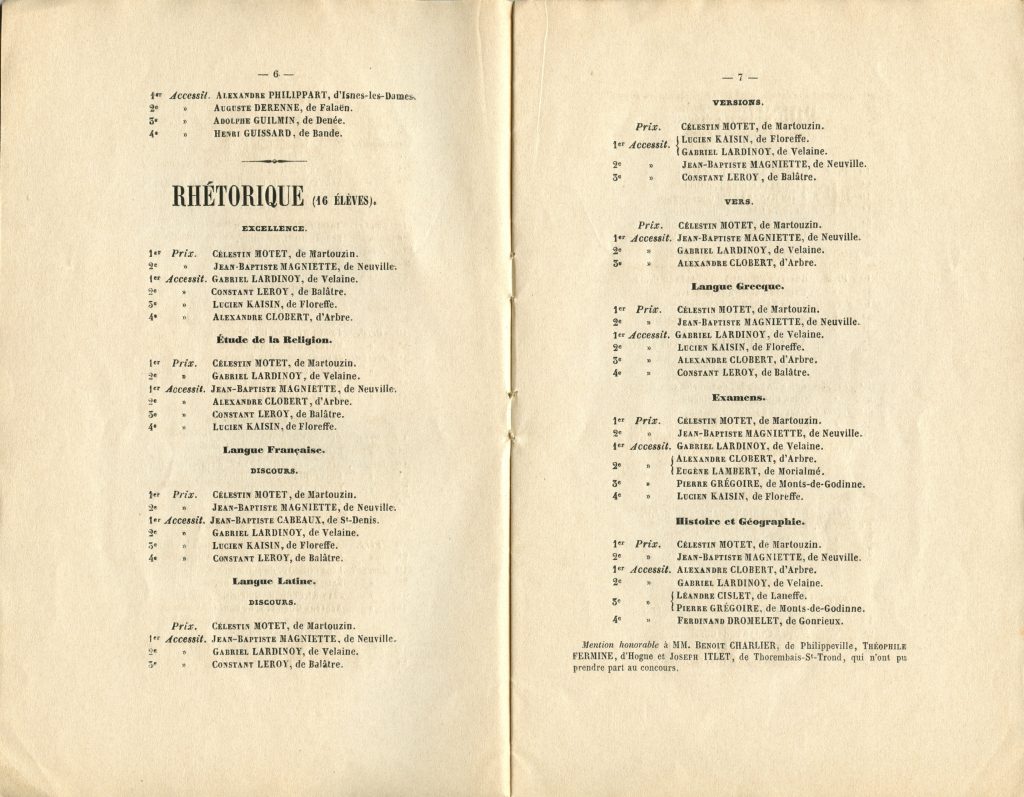 — 6 —
1er Accessit. ALEXANDRE PHILIPPART, d'Isnes-les-Dames.
2e » AUGUSTE DERENNE, de Falaën.
3e » ADOLPHE GUILMIN, de Denée.
4e » HENRI GUISSARD, de Bande.
RHÉTORIQUE (16 ÉLÈVES).
EXCELLENCE.
1er Prix. CÉLESTIN MOTET, de Martouzin.
2e » JEAN-BAPTISTE MAGNIETTE, de Neuville.
1er Accessit. GABRIEL LARDINOY, de Velaine.
2e » CONSTANT LEROY, de Balâtre.
3e » LUCIEN KAISIN, de Floreffe.
4e » ALEXANDRE CLOBERT, d'Arbre.
Étude de la Religion.
1er Prix. CÉLESTIN MOTET, de Martouzin.
2e » GABRIEL LARDINOY, de Velaine.
1er Accessit. JEAN-BAPTISTE MAGNIETTE, de Neuville.
2e » ALEXANDRE CLOBERT, d'Arbre.
3e » CONSTANT LEROY, de Balâtre.
4e » LUCIEN KAISIN, de Floreffe.
Langue Française.
DISCOURS.
1er Prix. CÉLESTIN MOTET, de Martouzin.
2e » JEAN-BAPTISTE MAGNIETTE, de Neuville.
1er Accessit. JEAN-BAPTISTE CABEAUX, de St-Denis.
2e » GABRIEL LARDINOY, de Velaine.
3e » LUCIEN KAISIN, de Floreffe.
4e » CONSTANT LEROY, de Balâtre.
Langue Latine.
DISCOURS.
Prix. CÉLESTIN MOTET, de Martouzin.
1er Accessit. JEAN-BAPTISTE MAGNIETTE, de Neuville.
2e » GABRIEL LARDINOY, de Velaine.
3e » CONSTANT LEROY, de Balâtre.
— 7 —
VERSIONS.
Prix. CÉLESTIN MOTET, de Martouzin.
1er Accessit. { LUCIEN KAISIN, de Floreffe.
GABRIEL LARDINOY, de Velaine.
2e » JEAN-BAPTISTE MAGNIETTE, de Neuville.
3e » CONSTANT LEROY, de Balâtre.
VERS.
Prix. CÉLESTIN MOTET, de Martouzin.
1er Accessit. JEAN-BAPTISTE MAGNIETTE, de Neuville.
2e » GABRIEL LARDINOY, de Velaine.
3e » ALEXANDRE CLOBERT, d'Arbre.
Langue Grecque.
1er Prix. CÉLESTIN MOTET, de Martouzin.
2e » JEAN-BAPTISTE MAGNIETTE, de Neuville.
1er Accessit. GABRIEL LARDINOY, de Velaine.
2e » LUCIEN KAISIN, de Floreffe.
3e » ALEXANDRE CLOBERT, d'Arbre.
4e » CONSTANT LEROY, de Balâtre.
Examens.
1er Prix. CÉLESTIN MOTET, de Martouzin.
2e » JEAN-BAPTISTE MAGNIETTE, de Neuville.
1er Accessit. GABRIEL LARDINOY, de Velaine.
2e » { ALEXANDRE CLOBERT, d'Arbre.
EUGÈNE LAMBERT, de Morialmé.
3e » PIERRE GRÉGOIRE, de Monts-de-Godinne.
4e » LUCIEN KAISIN, de Floreffe.
Histoire et Géographie.
1er Prix. CÉLESTIN MOTET, de Martouzin.
2e » JEAN-BAPTISTE MAGNIETTE, de Neuville.
1er Accessit. ALEXANDRE CLOBERT, d'Arbre.
2e » GABRIEL LARDINOY, de Velaine.
3e » { LÉANDRE CISLET, de Laneffe.
PIERRE GRÉGOIRE, de Monts-de-Godinne.
4e » FERDINAND DROMELET, de Gonrieux.
Mention honorable à MM. BENOIT CHARLIER, de Philippeville, THÉOPHILE
FERMINE, d'Hogne et JOSEPH ITLET, de Thorembais-St-Trond, qui n'ont pu
prendre part au concours.